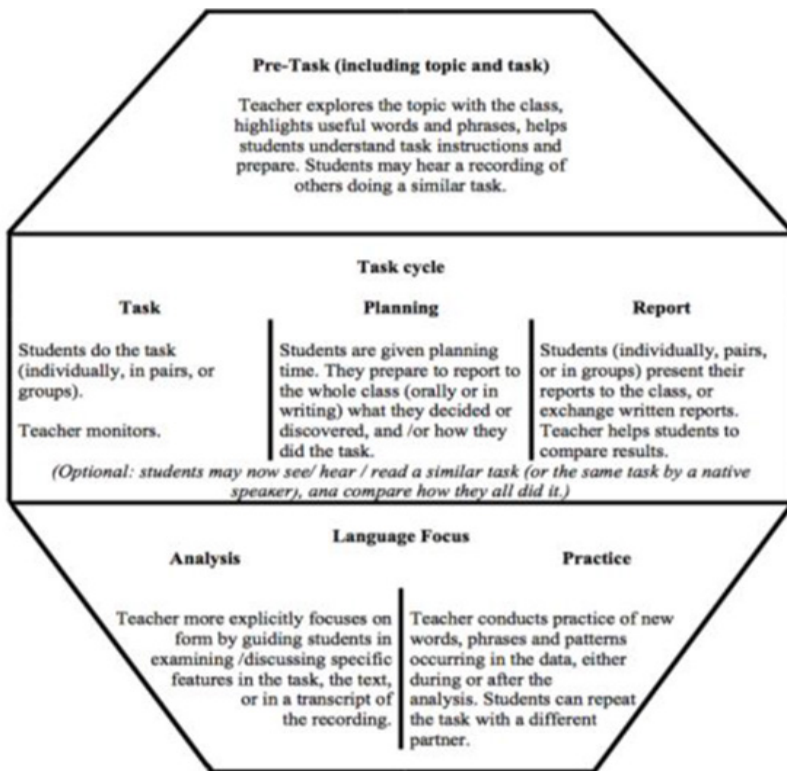 Pre-Task (including topic and task)
Teacher explores the topic with the class,
highlights useful words and phrases, helps
students understand task instructions and
prepare. Students may hear a recording of
others doing a similar task.
Task cycle
Task
Students do the task
(individually, in pairs, or
groups).
Teacher monitors.
Planning
Students are given planning
time. They prepare to report to
the whole class (orally or in
writing) what they decided or
discovered, and /or how they
did the task.
Report
Students (individually, pairs,
or in groups) present their
reports to the class, or
exchange written reports.
Teacher helps students to
compare results.
(Optional: students may now see/ hear / read a similar task (or the same task by a native
speaker), ana compare how they all did it.)
Language Focus
Analysis
Teacher more explicitly focuses on
form by guiding students in
examining /discussing specific
features in the task, the text,
or in a transcript of
the recording.
Practice
Teacher conducts practice of new
words, phrases and patterns
occurring in the data, either
during or after the
analysis. Students can repeat
the task with a different
partner.